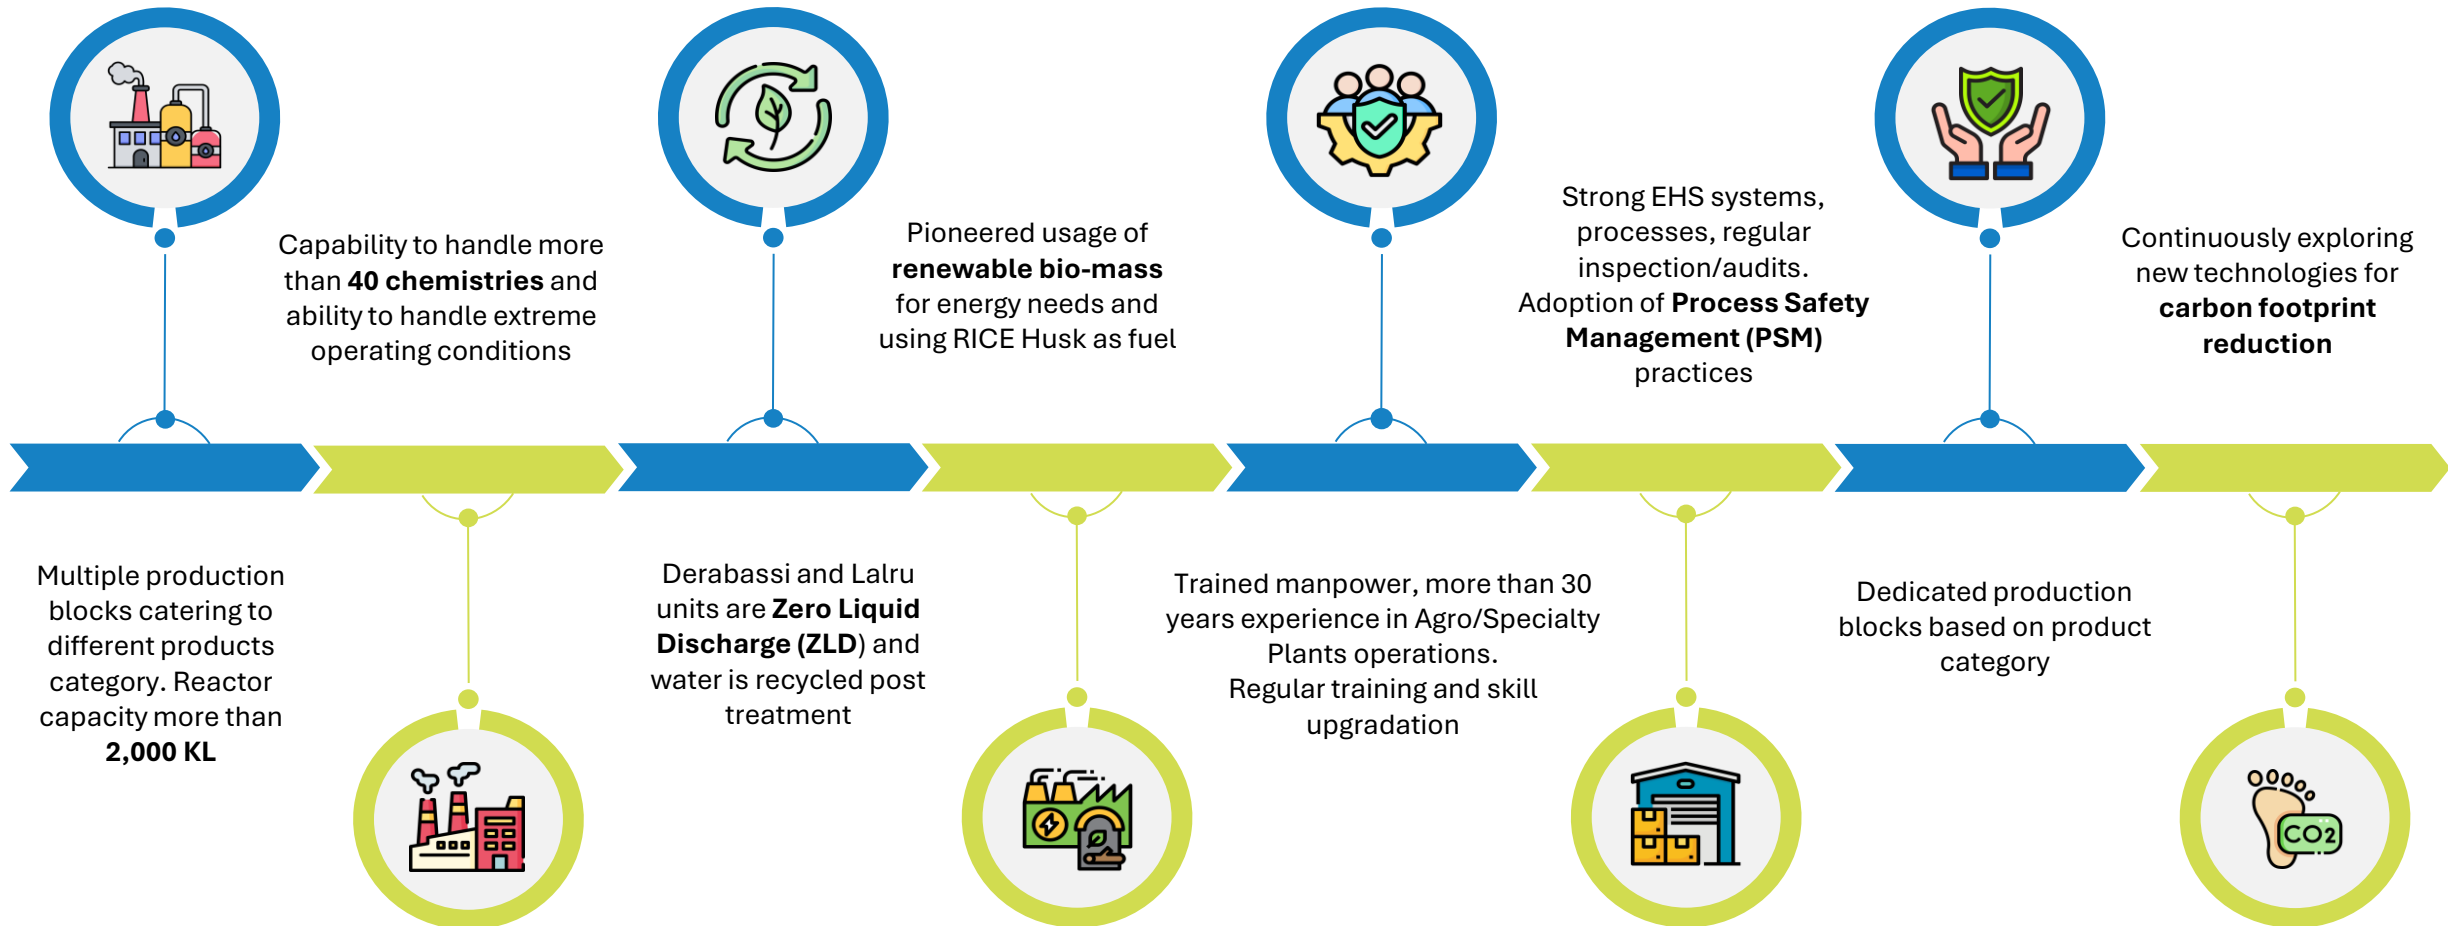 Multiple production
blocks catering to
different products
category. Reactor
capacity more than
2,000 KL
Capability to handle more
than 40 chemistries and
ability to handle extreme
operating conditions
Derabassi and Lalru
units are Zero Liquid
Discharge (ZLD) and
water is recycled post
treatment
Pioneered usage of
renewable bio-mass
for energy needs and
using RICE Husk as fuel
Trained manpower, more than 30
years experience in Agro/Specialty
Plants operations.
Regular training and skill
upgradation
Strong EHS systems,
processes, regular
inspection/audits.
Adoption of Process Safety
Management (PSM)
practices
Dedicated production
blocks based on product
category
Continuously exploring
new technologies for
carbon footprint
reduction
CO2